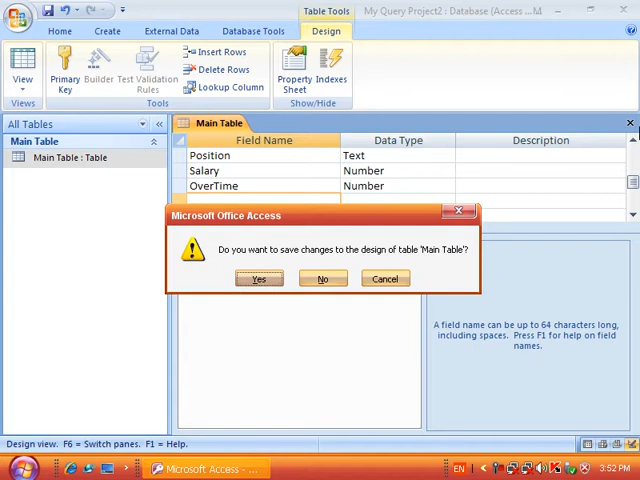 Table Tools
My Query Project2 : Database (Access ...
Home
Create
External Data
Database Tools
Design
View
Views
Primary
Key
Builder
Test Validation
Rules
Insert Rows
Delete Rows
Lookup Column
Tools
Property
Sheet
Indexes
Show/Hide
All Tables
Main Table
Main Table : Table
Main Table
Field Name
Data Type
Description
Position
Text
Salary
Number
OverTime
Number
Microsoft Office Access
Do you want to save changes to the design of table 'Main Table'?
Yes
No
Cancel
A field name can be up to 64 characters long,
including spaces. Press F1 for help on field
names.
Design view. F6 = Switch panes. F1 = Help.
Microsoft Access - ...
EN
3:52 PM